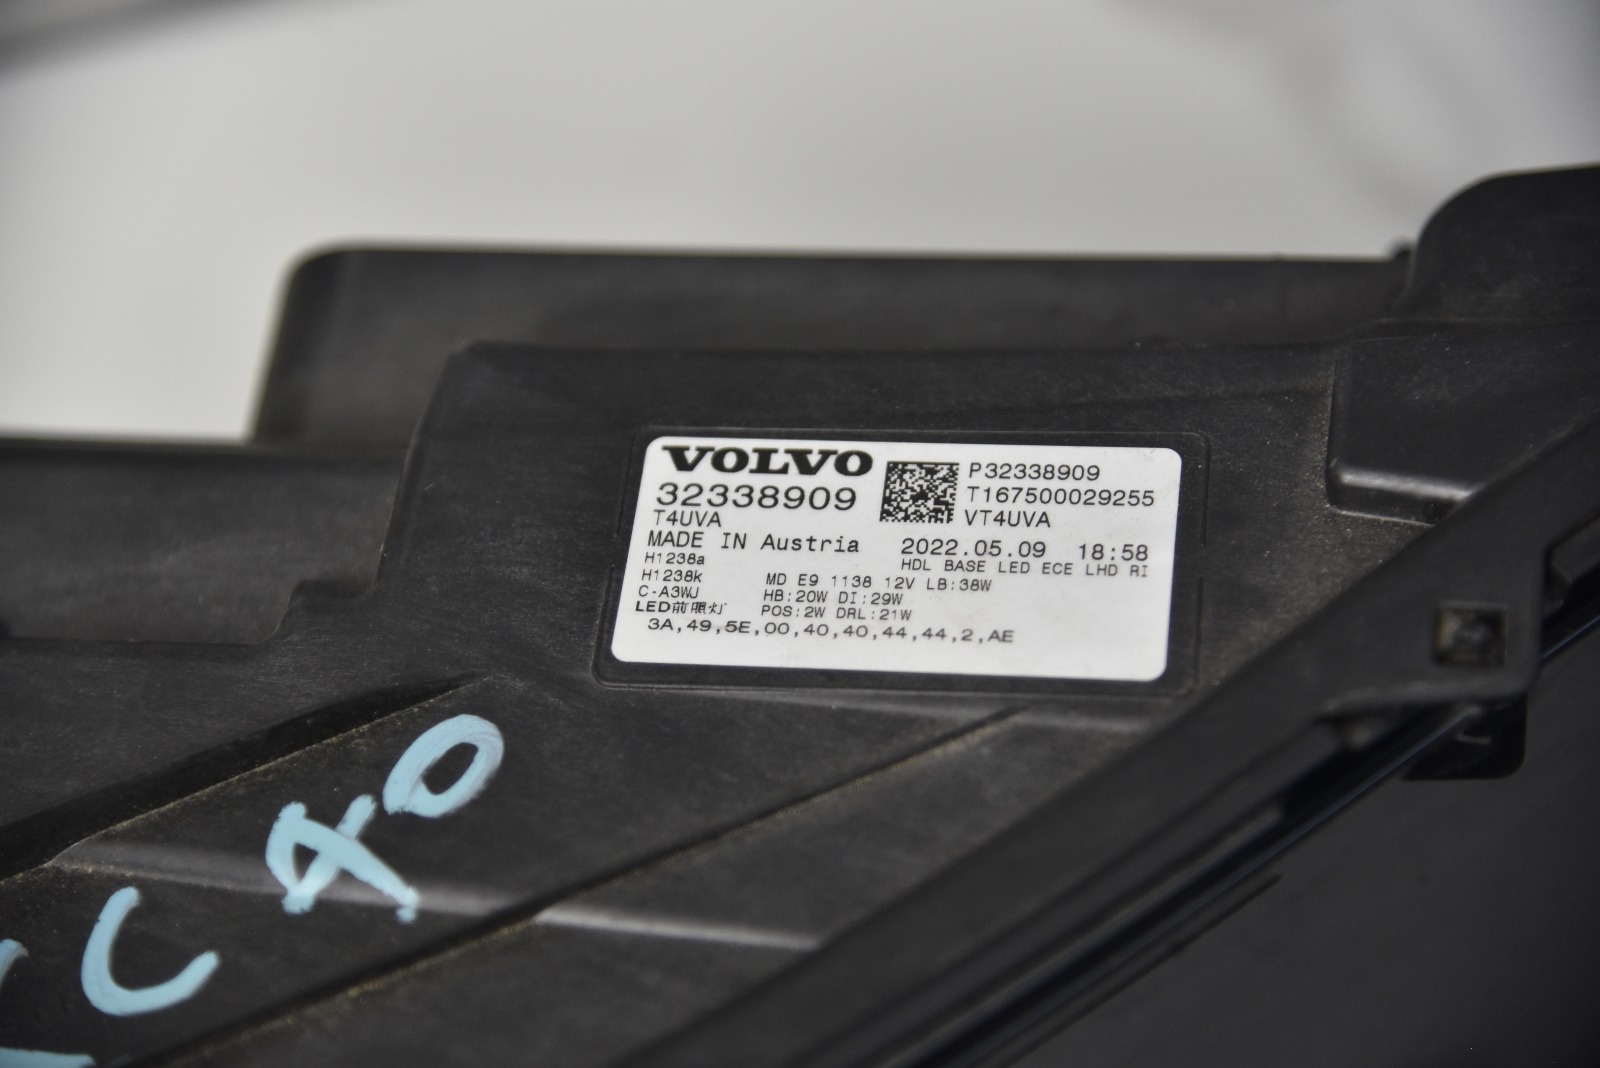 VOLVO
32338909
T4UVA
P32338909
T167500029255
VT4UVA
MADE IN Austria
2022.05.09 18:58
HDL BASE LED ECE LHD RI
H1238a
H1238k
C-A3WJ
LED前照灯
MD E9 1138 12V LB:38W
HB:20W DI:29W
POS:2W DRL:21W
3A,49,5E,00,40,40,44,44,2,AE
C 40